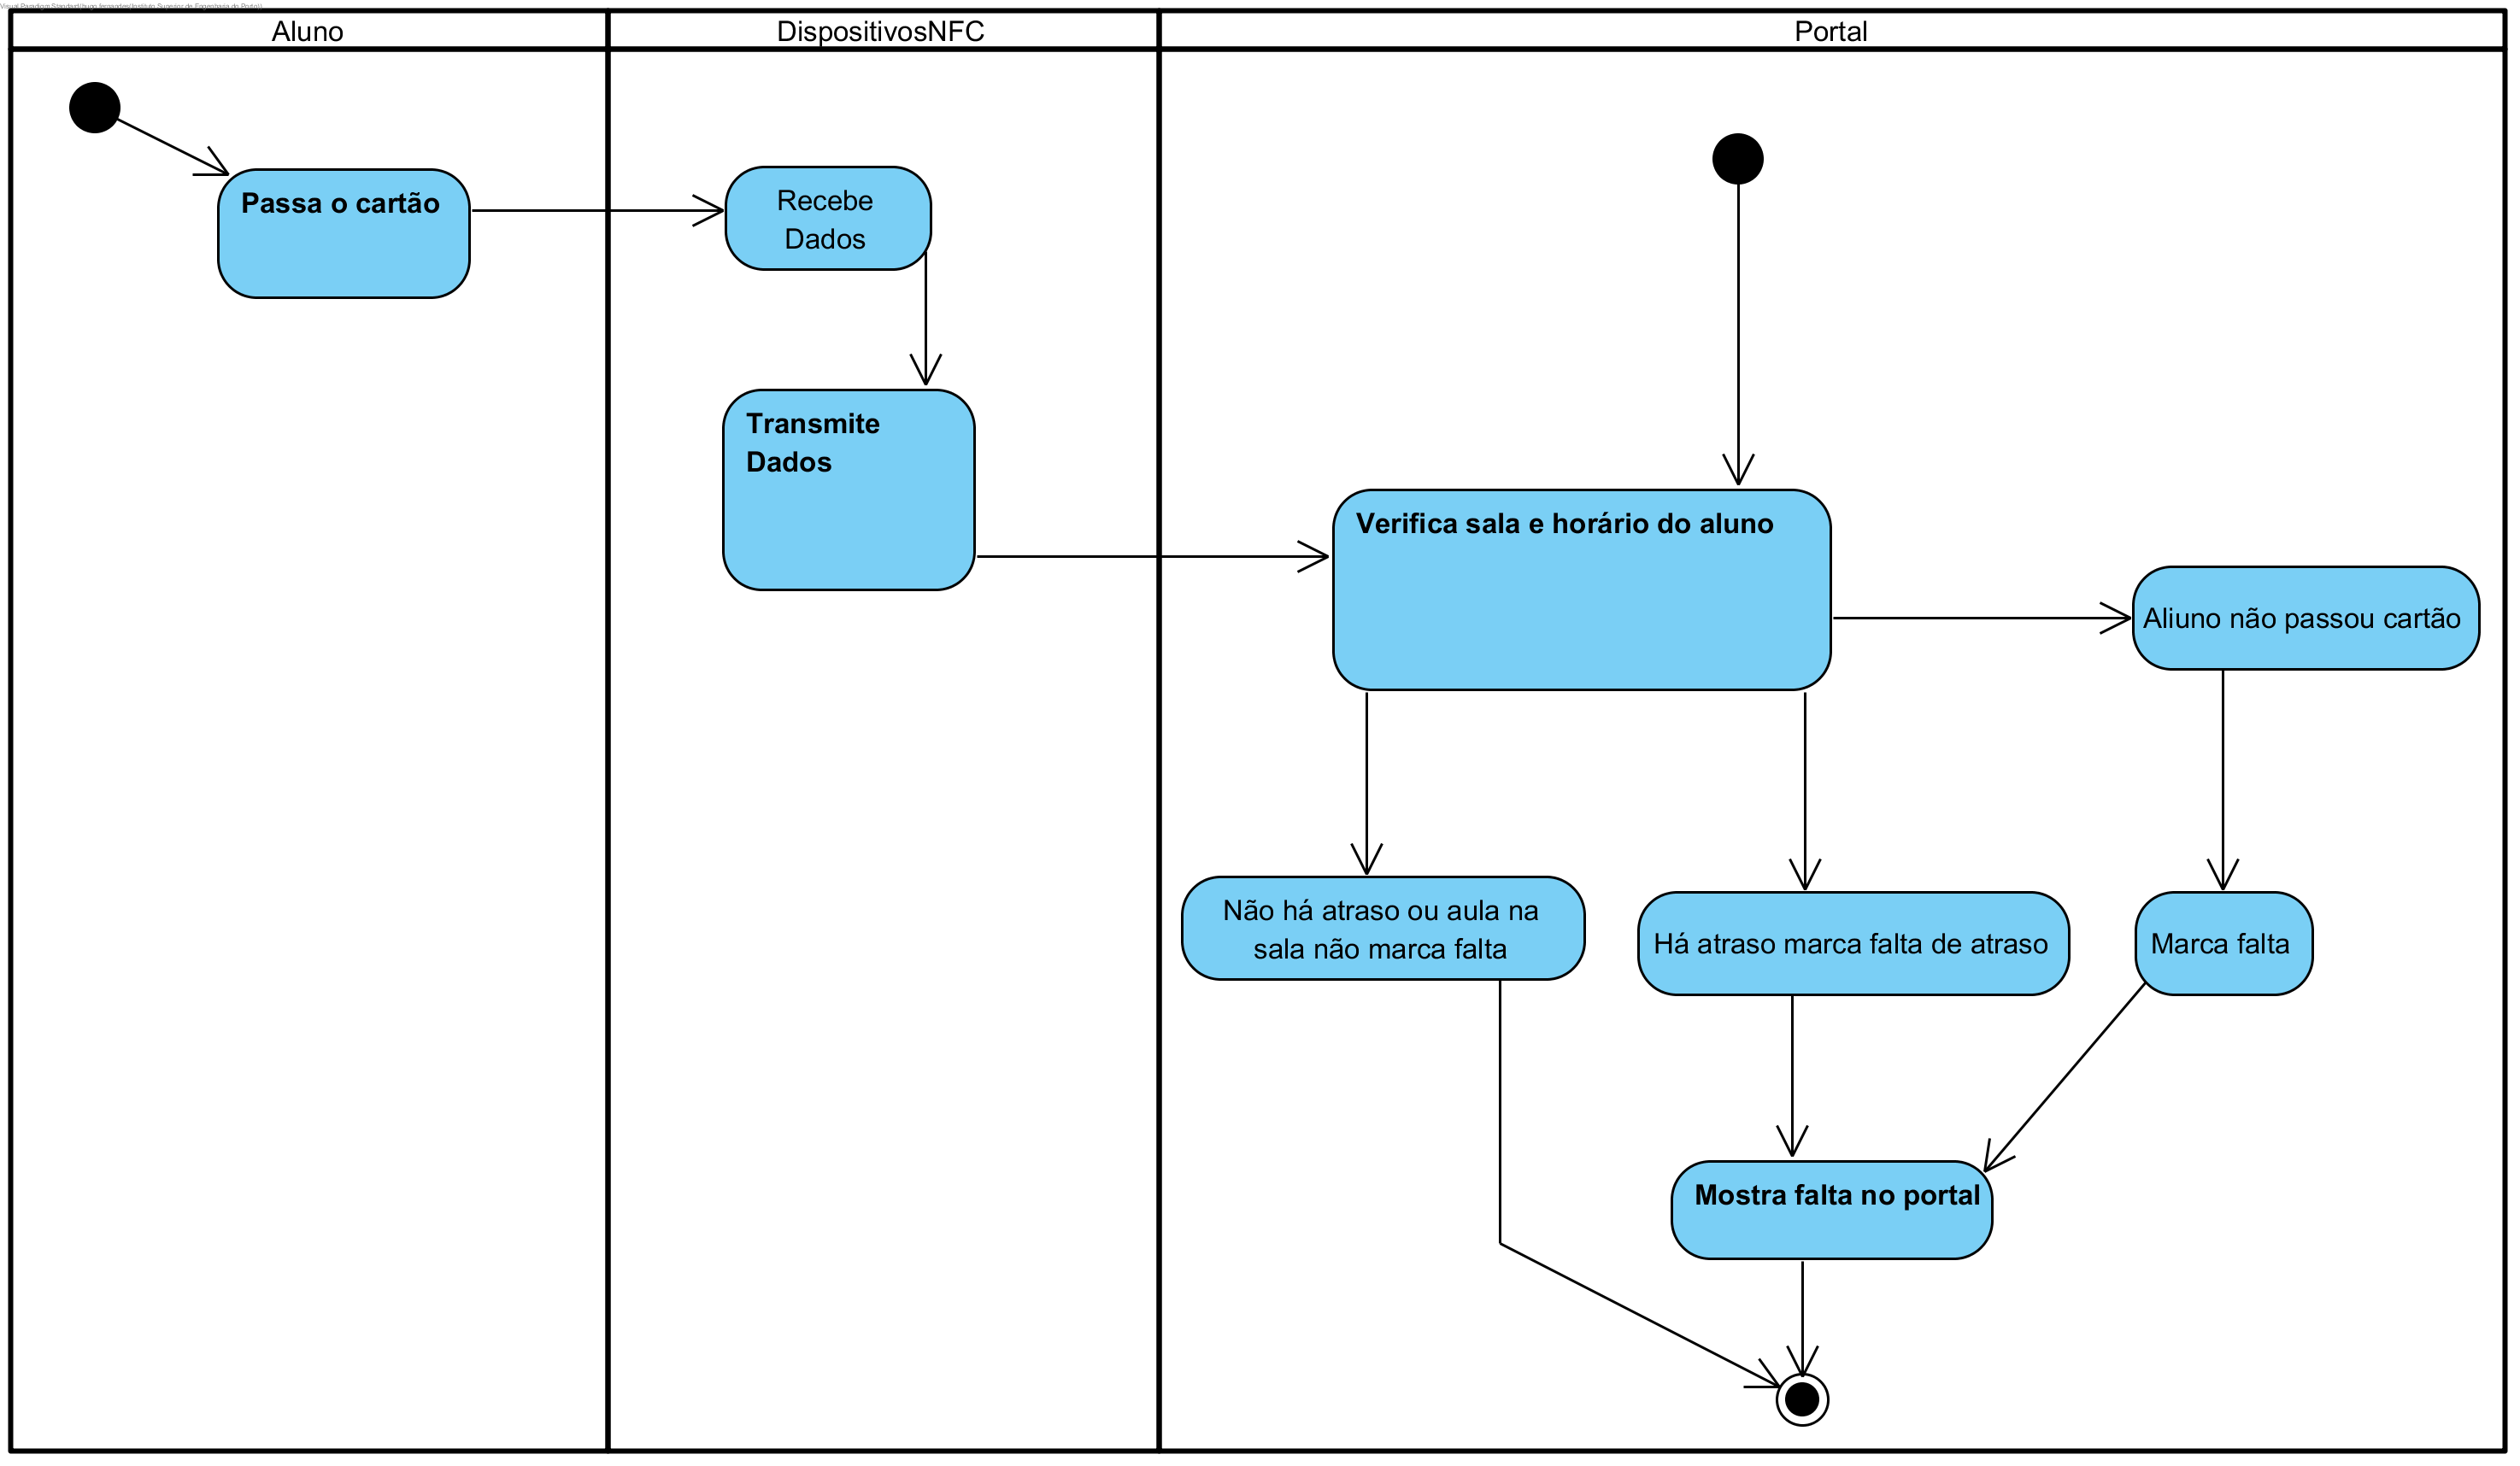 Visual Paradigm Standard(hugo fernandes(Instituto Superior de Engenharia do Porto))
Aluno
DispositivosNFC
Portal
Passa o cartão
Recebe
Dados
Transmite
Dados
Verifica sala e horário do aluno
Aliuno não passou cartão
Não há atraso ou aula na
sala não marca falta
Há atraso marca falta de atraso
Marca falta
Mostra falta no portal